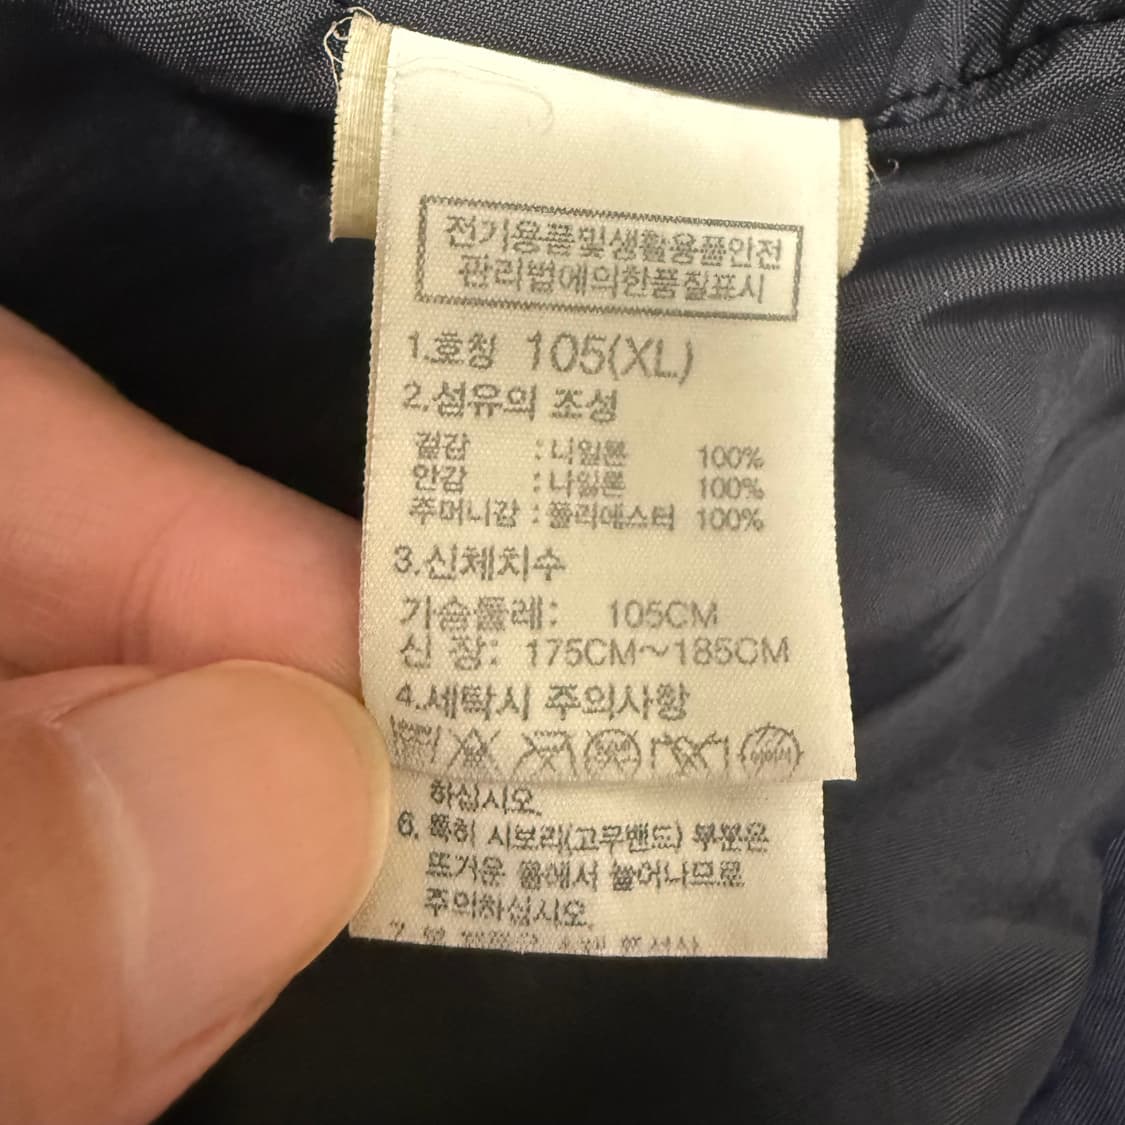 전기용품및생활용품안전
관리법에의한품질표시
1.호칭 105(XL)
2.섬유의 조성
겉감 : 나일론 100%
안감 : 나일론 100%
주머니감 : 폴리에스터 100%
3.신체치수
가슴둘레: 105CM
신 장: 175CM~185CM
4.세탁시 주의사항
하십시오.
6. 특히 시보리(고무밴드) 부분은
뜨거운 물에서 늘어나므로
주의하십시오.